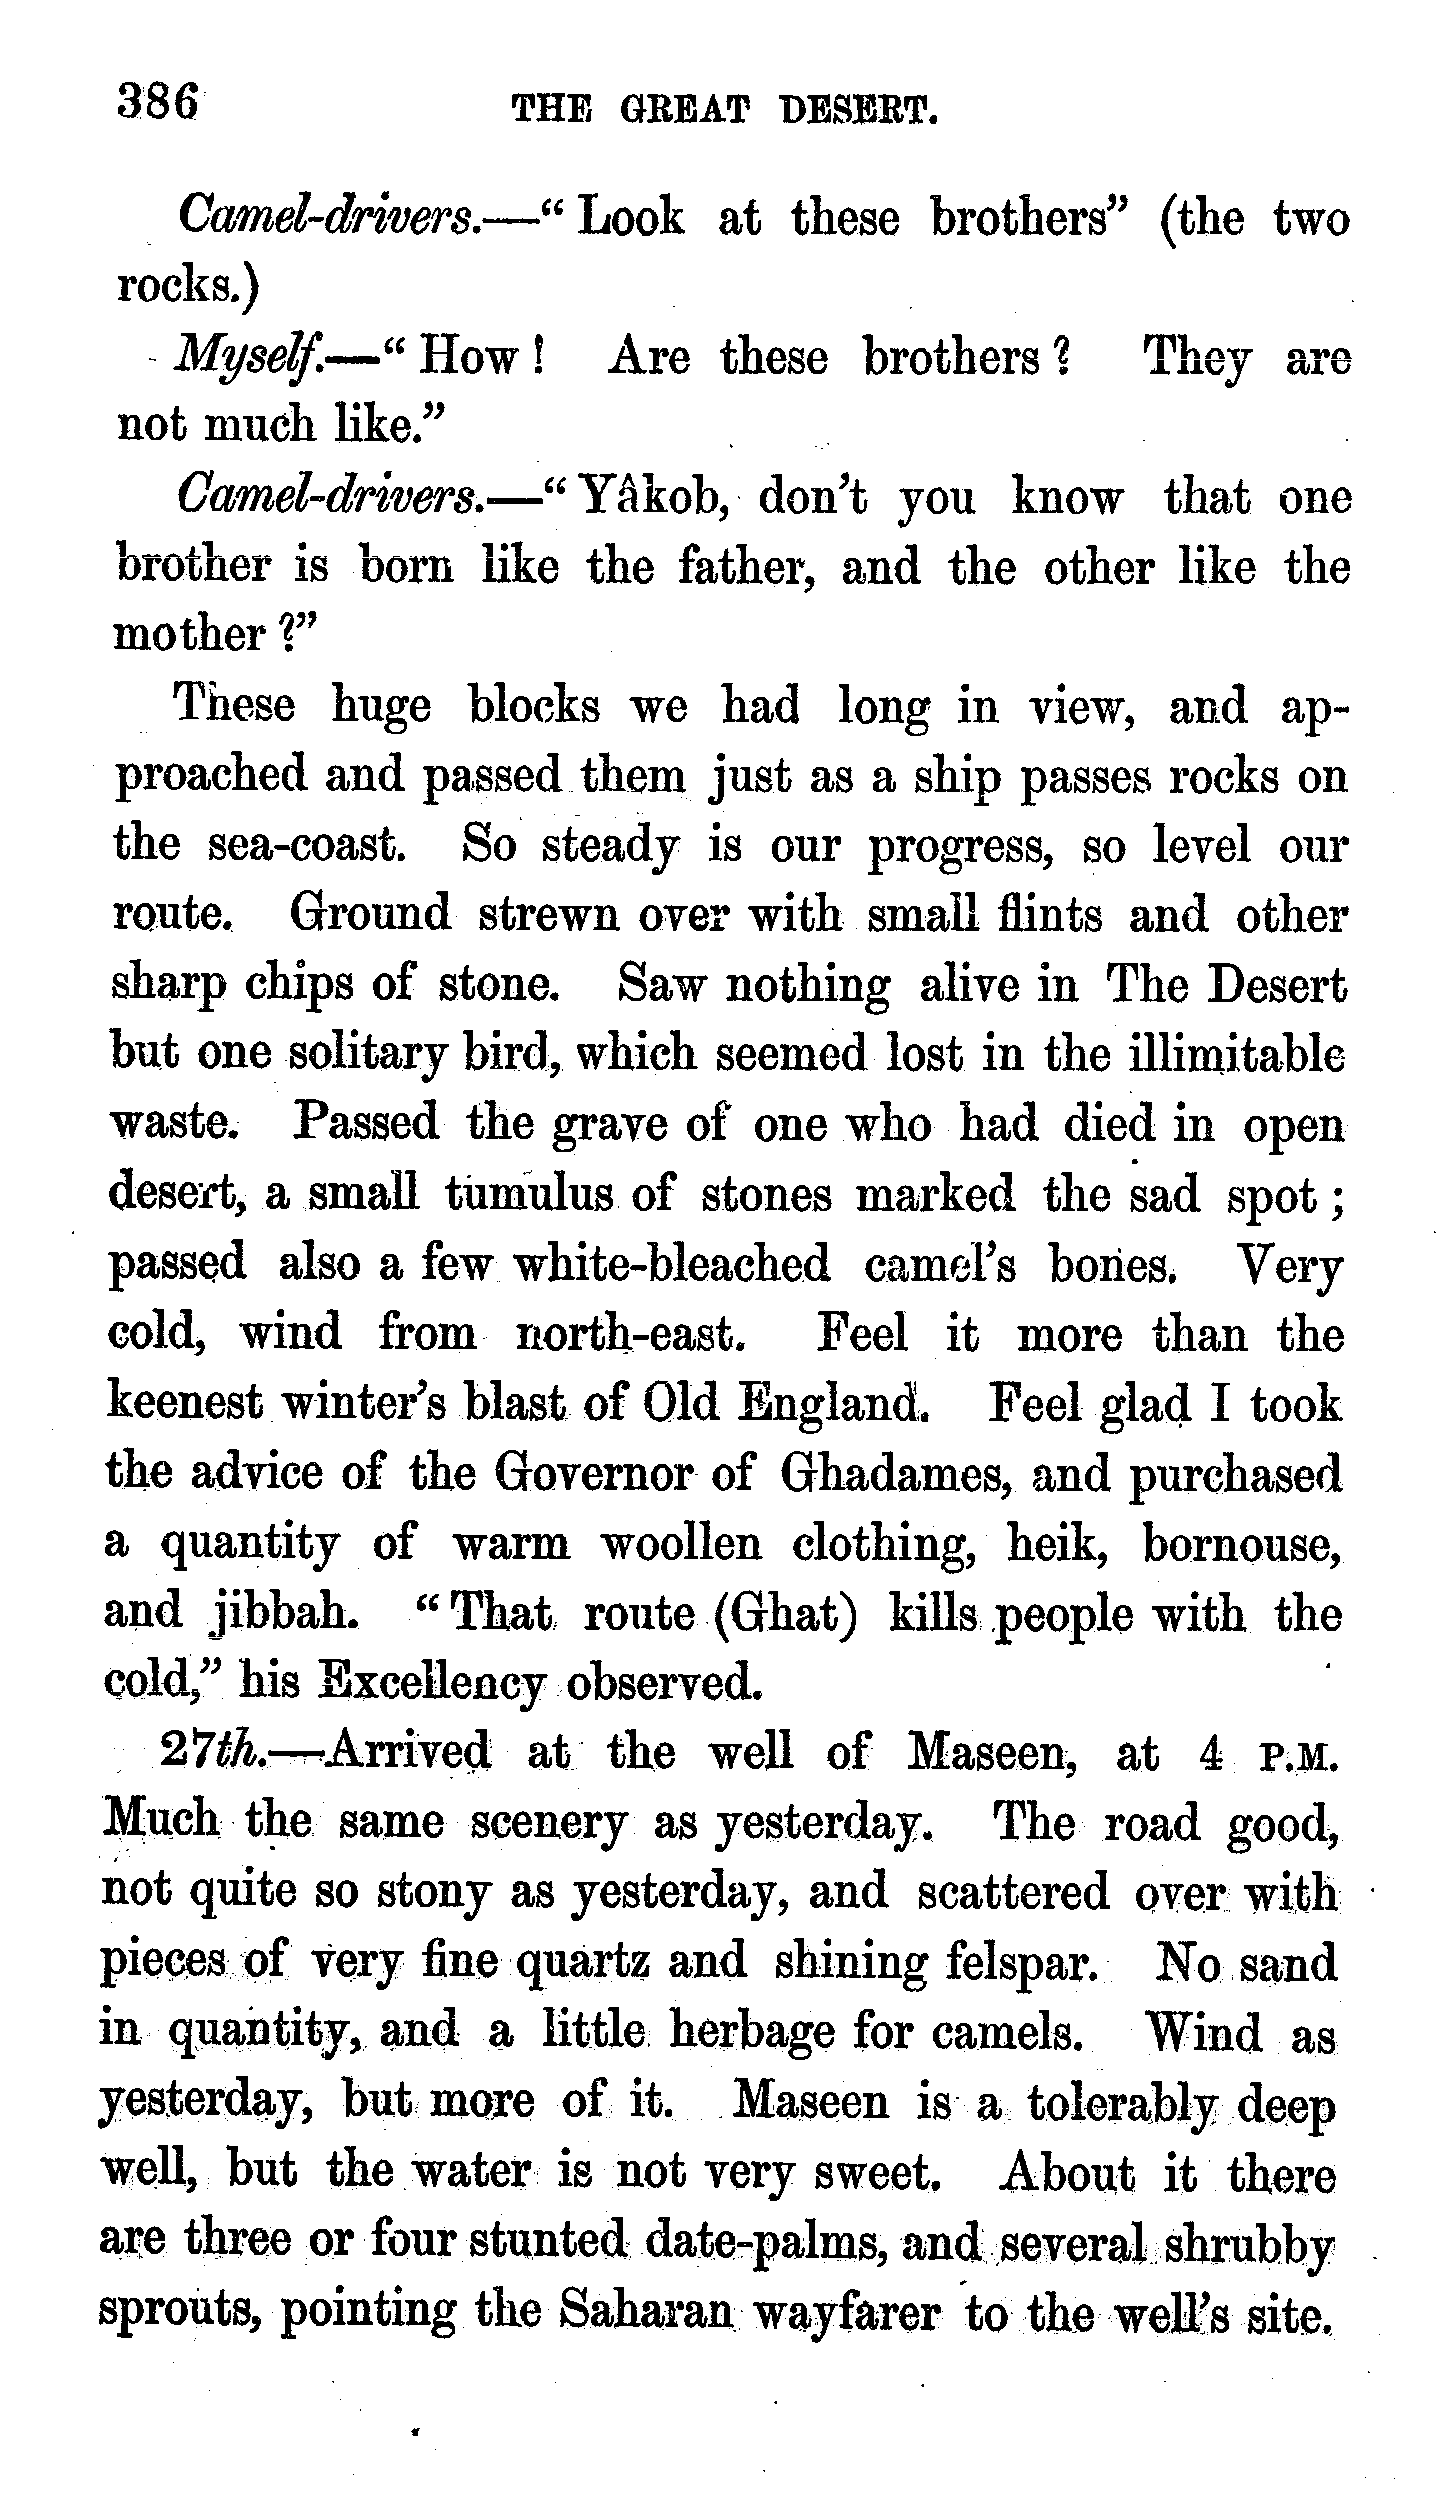 386 THE GREAT DESERT.
Camel-drivers.—“Look at these brothers” (the two
rocks.)
Myself.—“How! Are these brothers? They are
not much like.”
Camel-drivers.—“Yâkob, don’t you know that one
brother is born like the father, and the other like the
mother?”
These huge blocks we had long in view, and ap-
proached and passed them just as a ship passes rocks on
the sea-coast. So steady is our progress, so level our
route. Ground strewn over with small flints and other
sharp chips of stone. Saw nothing alive in The Desert
but one solitary bird, which seemed lost in the illimitable
waste. Passed the grave of one who had died in open
desert, a small tumulus of stones marked the sad spot;
passed also a few white-bleached camel’s bones. Very
cold, wind from north-east. Feel it more than the
keenest winter’s blast of Old England. Feel glad I took
the advice of the Governor of Ghadames, and purchased
a quantity of warm woollen clothing, heik, bornouse,
and jibbah. “That route (Ghat) kills people with the
cold,” his Excellency observed.
27th.—Arrived at the well of Maseen, at 4 P.M.
Much the same scenery as yesterday. The road good,
not quite so stony as yesterday, and scattered over with
pieces of very fine quartz and shining felspar. No sand
in quantity, and a little herbage for camels. Wind as
yesterday, but more of it. Maseen is a tolerably deep
well, but the water is not very sweet. About it there
are three or four stunted date-palms, and several shrubby
sprouts, pointing the Saharan wayfarer to the well’s site.